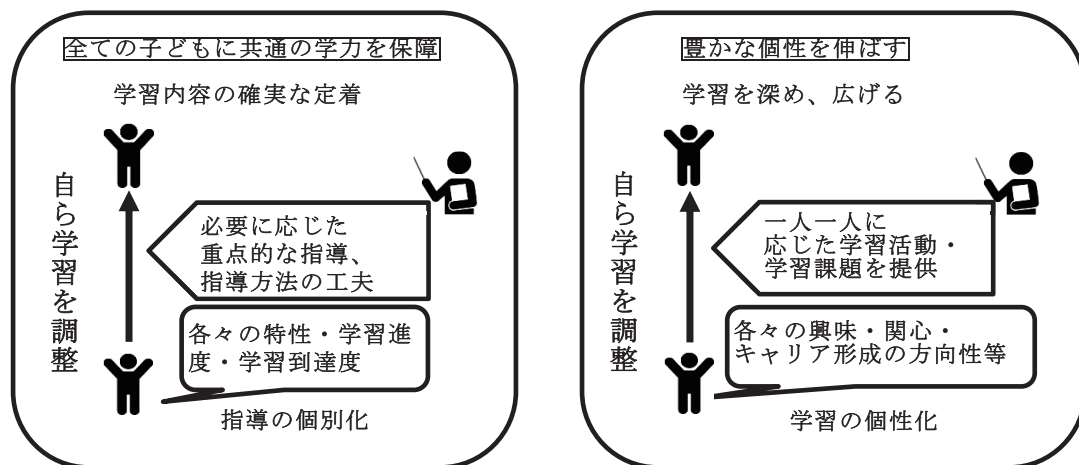 全ての子どもに共通の学力を保障
学習内容の確実な定着
自ら学習を調整
必要に応じた
重点的な指導、
指導方法の工夫
各々の特性・学習進
度・学習到達度
指導の個別化
豊かな個性を伸ばす
学習を深め、広げる
自ら学習を調整
一人一人に
応じた学習活動・
学習課題を提供
各々の興味・関心・
キャリア形成の方向性等
学習の個性化